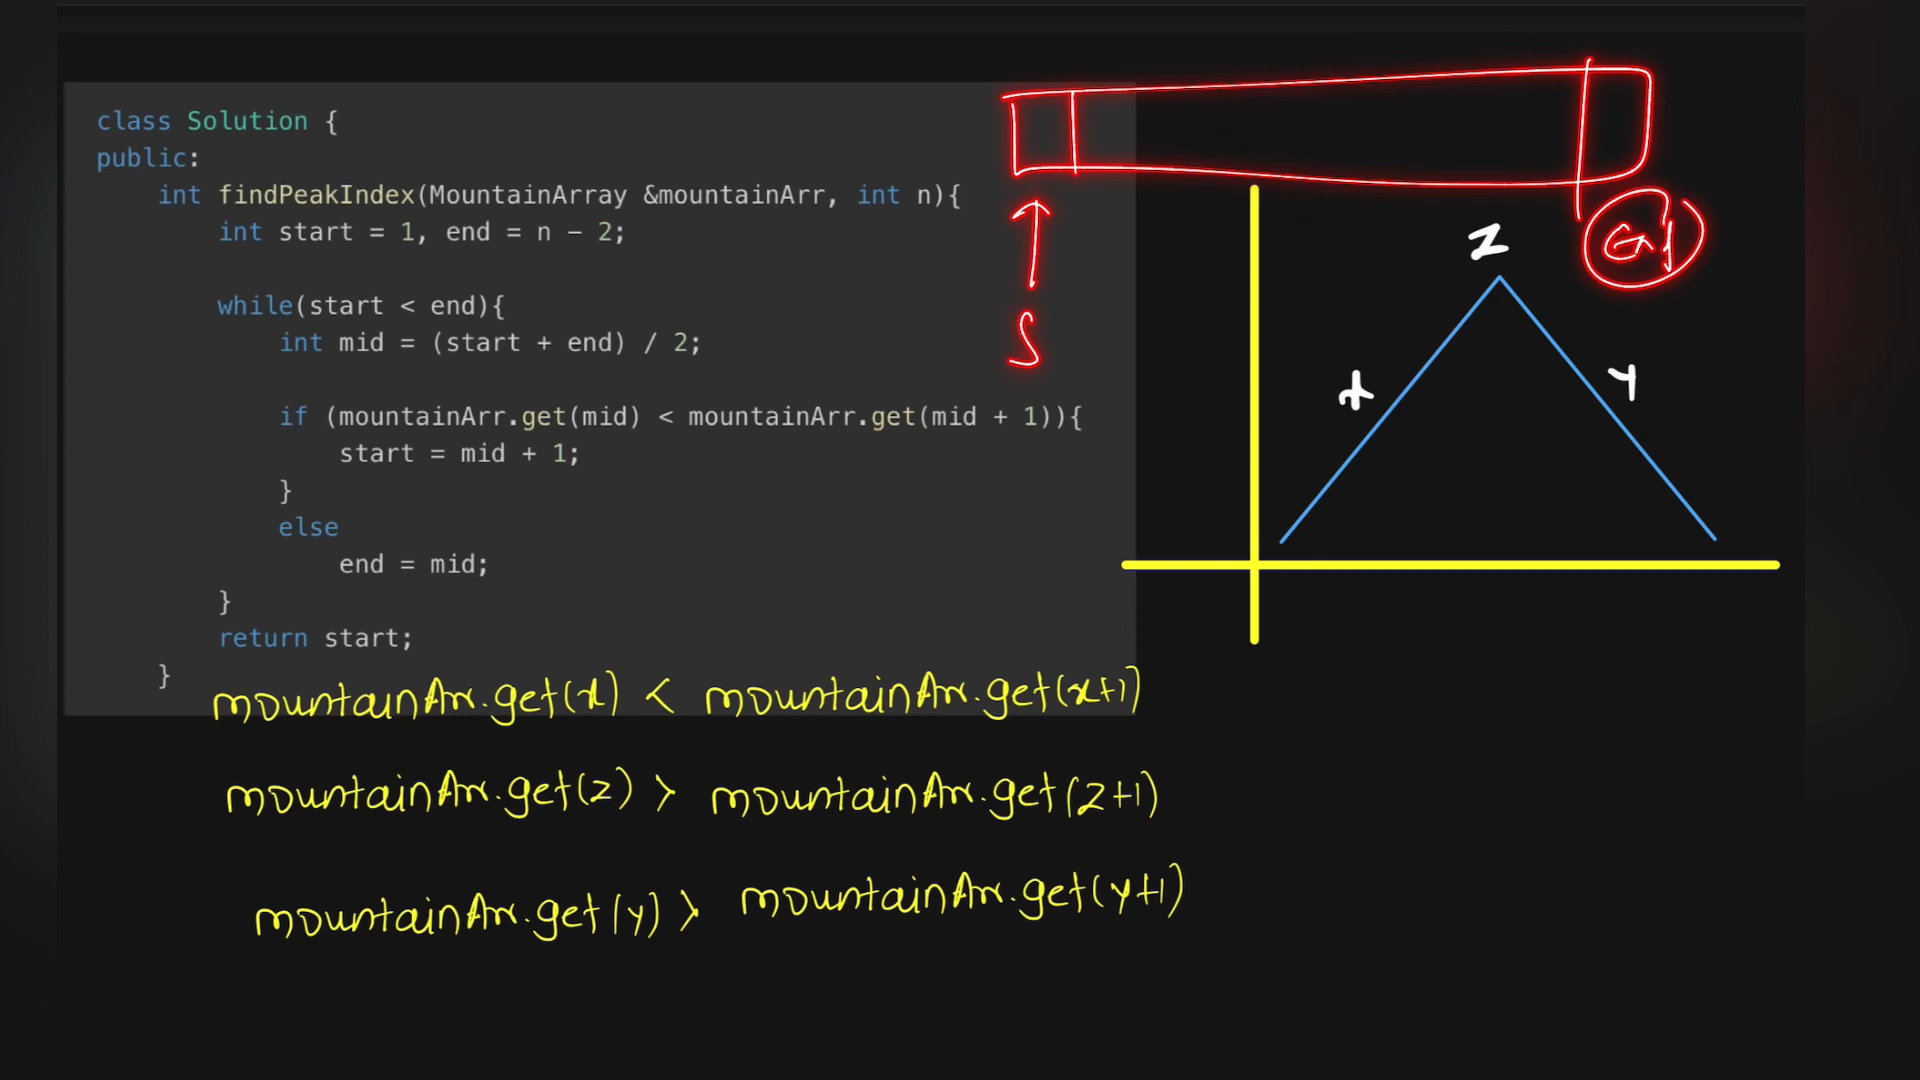 class Solution {
public:
int findPeakIndex(MountainArray &mountainArr, int n){
int start = 1, end = n - 2;
while(start < end){
int mid = (start + end) / 2;
if (mountainArr.get(mid) < mountainArr.get(mid + 1)){
start = mid + 1;
}
else
end = mid;
}
return start;
}
S
z
x
y
mountainArr.get(x) < mountainArr.get(x+1)
mountainArr.get(z) > mountainArr.get(z+1)
mountainArr.get(y) > mountainArr.get(y+1)